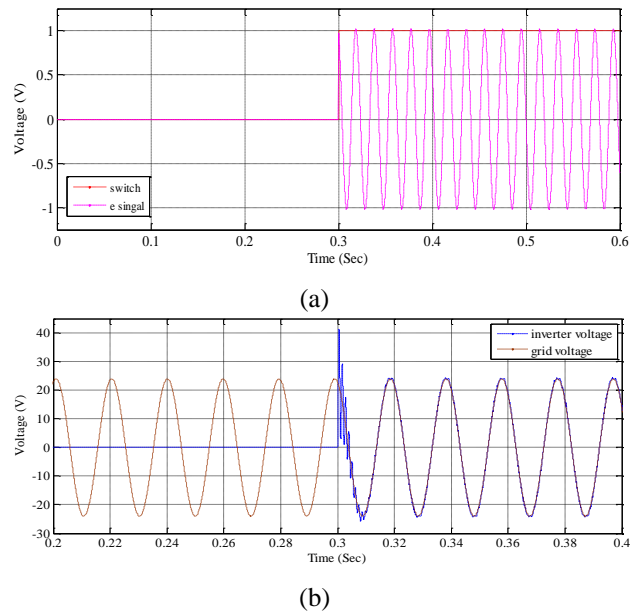 1
0.5
0
-0.5
-1
Voltage (V)
switch
e singal
0 0.1 0.2 0.3 0.4 0.5 0.6
Time (Sec)
(a)
40
30
20
10
0
-10
-20
-30
Voltage (V)
inverter voltage
grid voltage
0.2 0.22 0.24 0.26 0.28 0.3 0.32 0.34 0.36 0.38 0.4
Time (Sec)
(b)